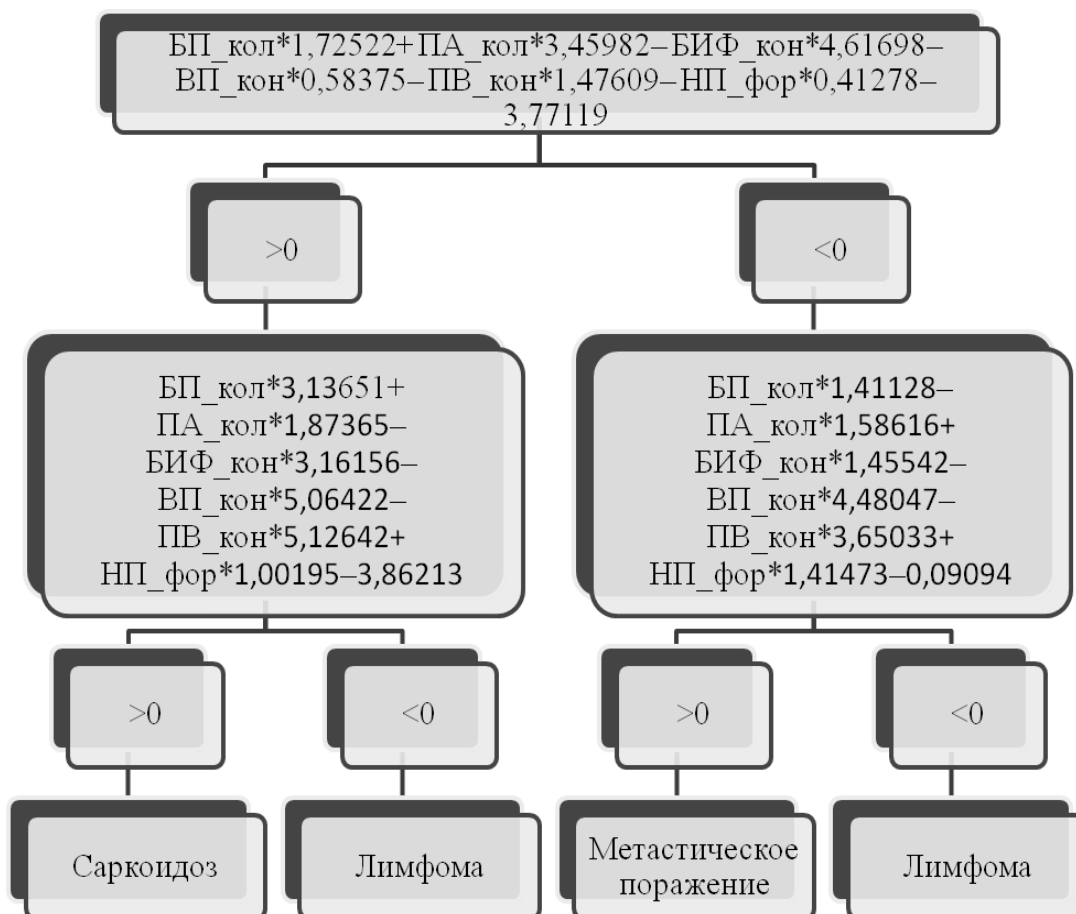 БП_кол*1,72522+ПА_кол*3,45982–БИФ_кон*4,61698–
ВП_кон*0,58375–ПВ_кон*1,47609–НП_фор*0,41278–
3,77119
>0
<0
БП_кол*3,13651+
ПА_кол*1,87365–
БИФ_кон*3,16156–
ВП_кон*5,06422–
ПВ_кон*5,12642+
НП_фор*1,00195–3,86213
БП_кол*1,41128–
ПА_кол*1,58616+
БИФ_кон*1,45542–
ВП_кон*4,48047–
ПВ_кон*3,65033+
НП_фор*1,41473–0,09094
>0
<0
>0
<0
Саркоидоз
Лимфома
Метастическое
поражение
Лимфома